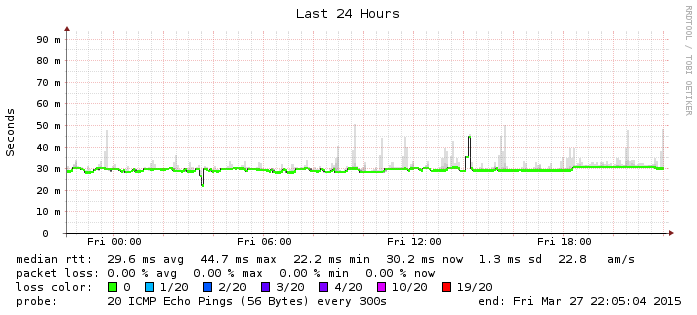 Last 24 Hours
RRDTOOL / TOBI OETIKER
Seconds
90 m
80 m
70 m
60 m
50 m
40 m
30 m
20 m
10 m
0
Fri 00:00 Fri 06:00 Fri 12:00 Fri 18:00
median rtt: 29.6 ms avg 44.7 ms max 22.2 ms min 30.2 ms now 1.3 ms sd 22.8 am/s
packet loss: 0.00 % avg 0.00 % max 0.00 % min 0.00 % now
loss color: 0 1/20 2/20 3/20 4/20 10/20 19/20
probe: 20 ICMP Echo Pings (56 Bytes) every 300s end: Fri Mar 27 22:05:04 2015